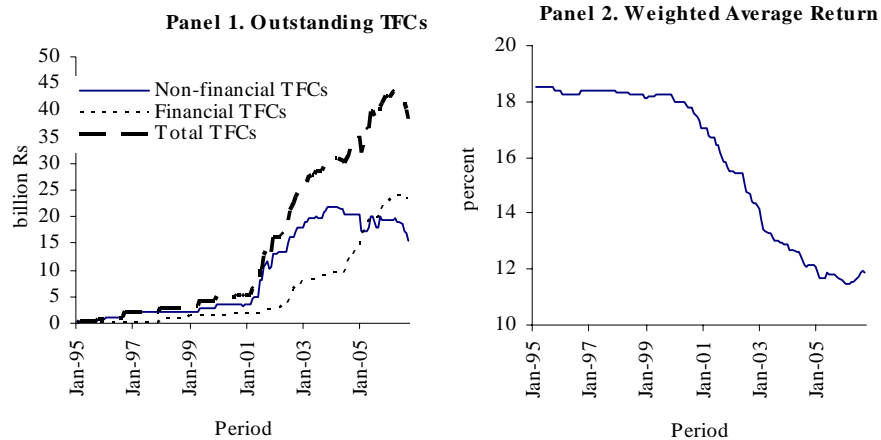 Panel 1. Outstanding TFCs
50
45
40
35
30
25
20
15
10
5
0
billion Rs
Non-financial TFCs
Financial TFCs
Total TFCs
Jan-95
Jan-97
Jan-99
Jan-01
Jan-03
Jan-05
Period
Panel 2. Weighted Average Return
20
18
16
14
12
10
percent
Jan-95
Jan-97
Jan-99
Jan-01
Jan-03
Jan-05
Period